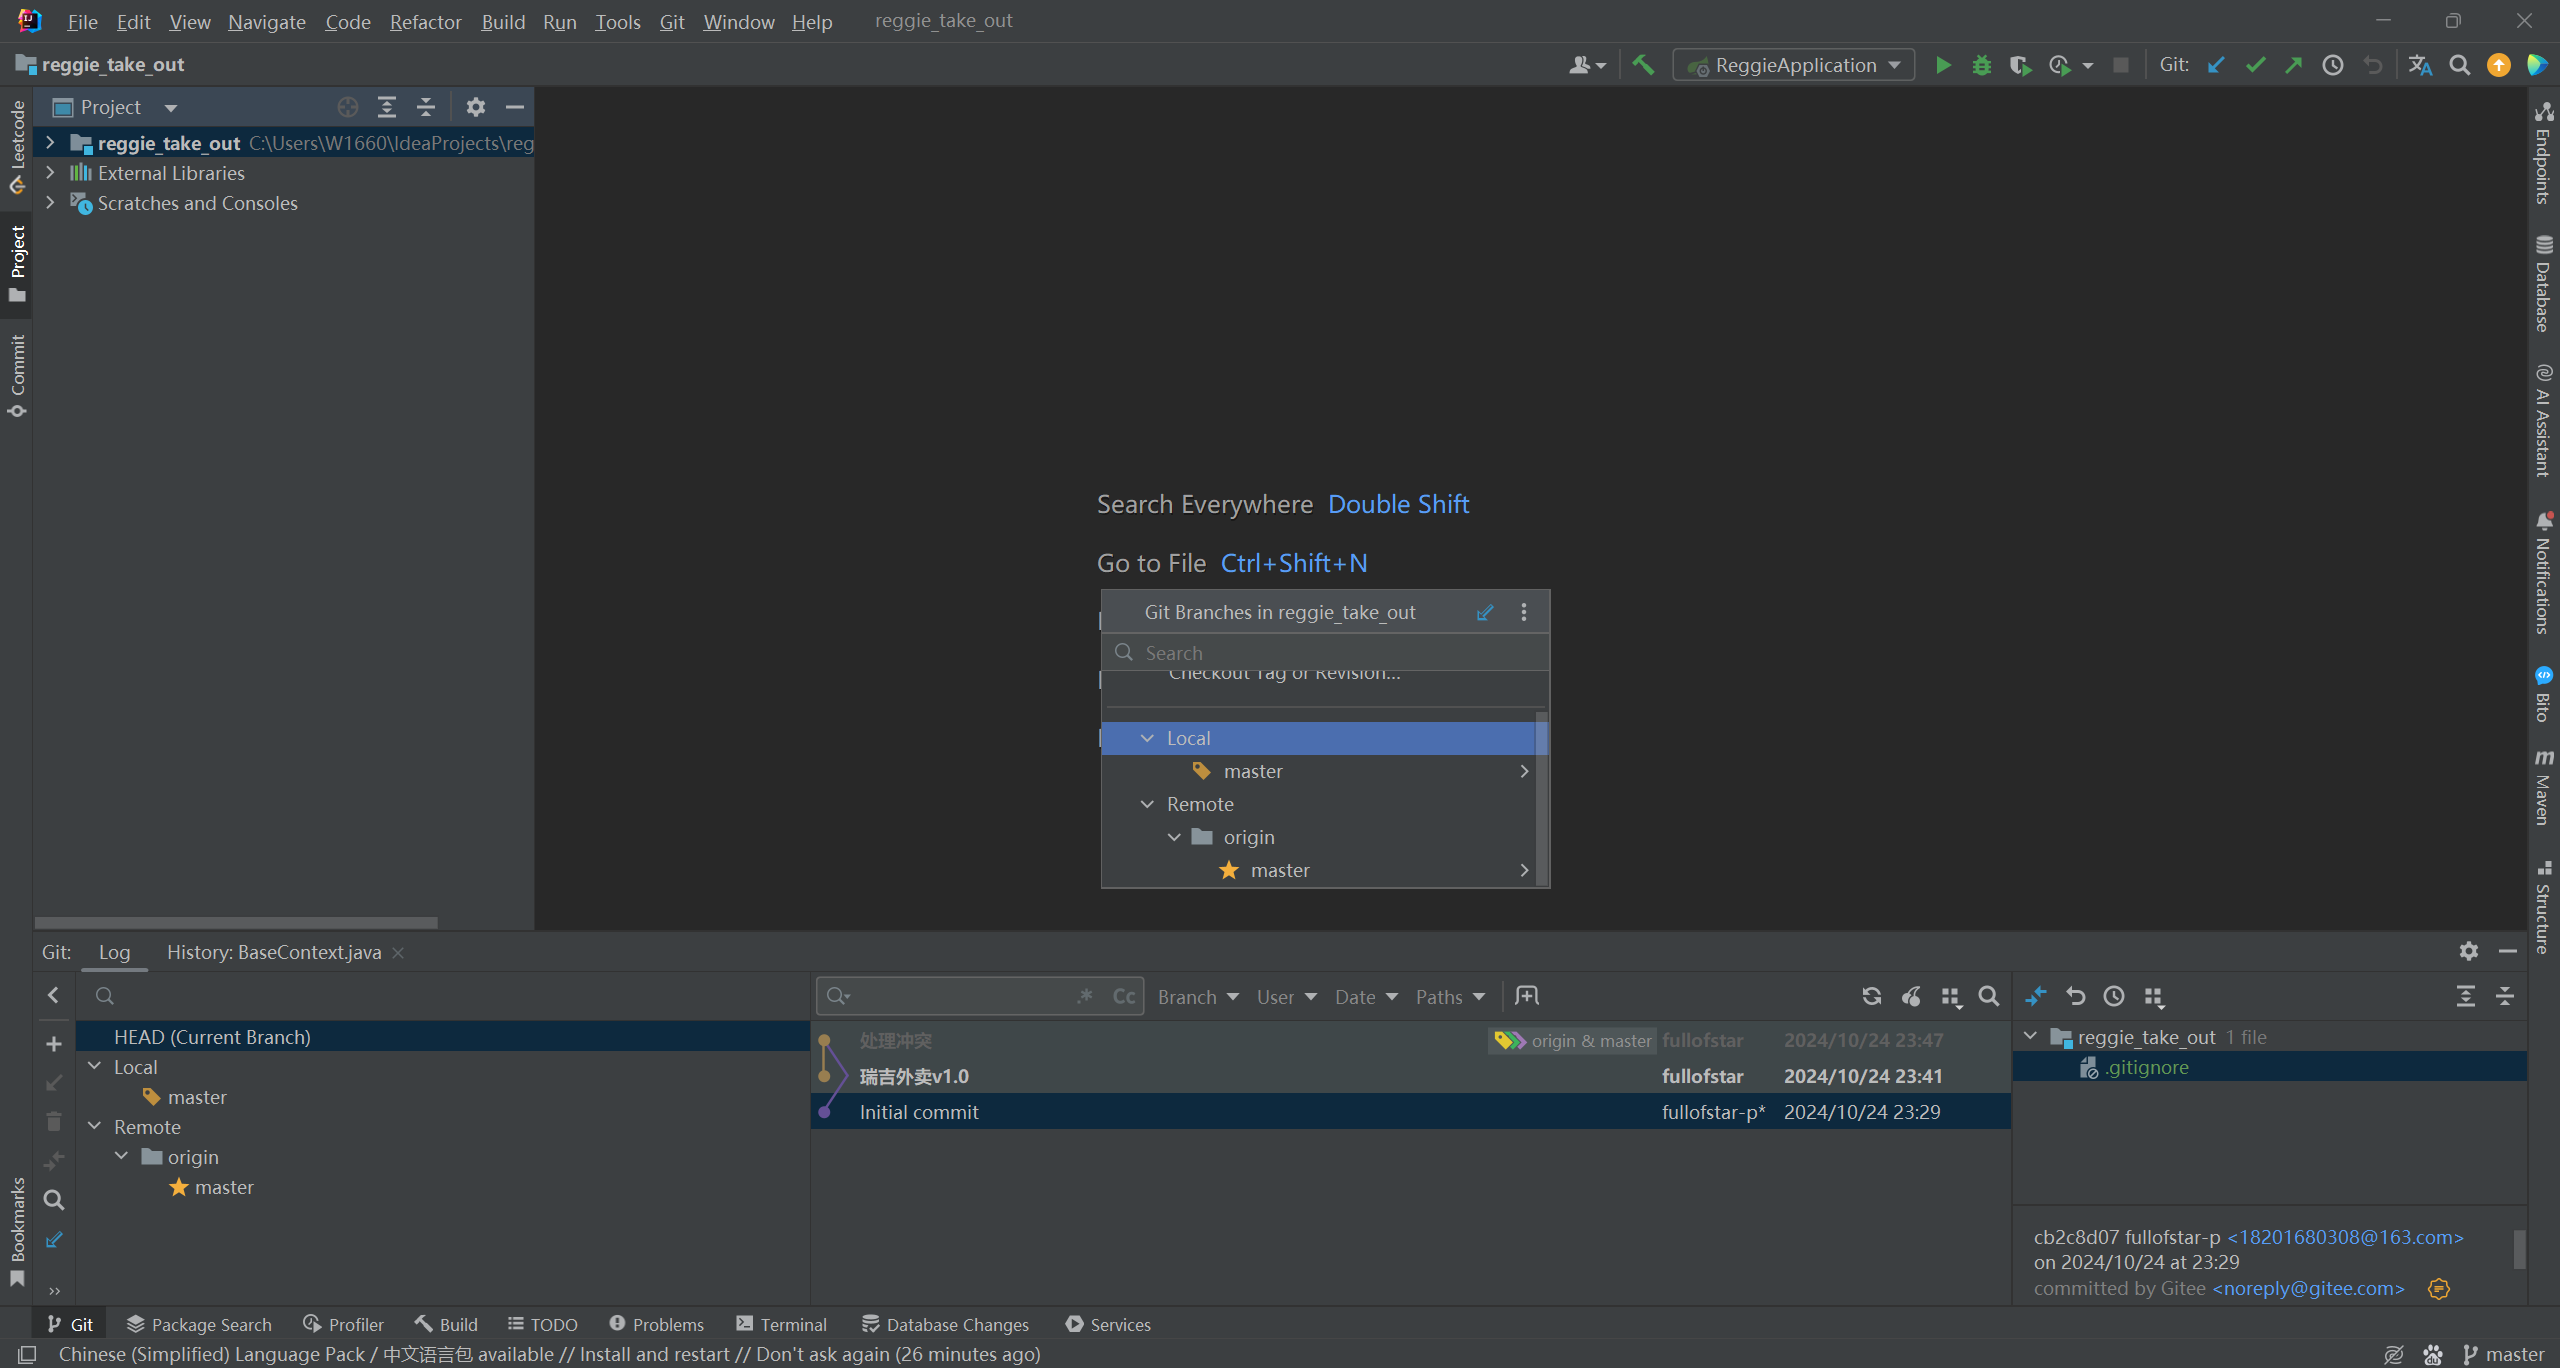 File Edit View Navigate Code Refactor Build Run Tools Git Window Help reggie_take_out
reggie_take_out ReggieApplication Git:
Project
reggie_take_out C:\Users\W1660\IdeaProjects\reg
External Libraries
Scratches and Consoles
Leetcode
Project
Commit
Bookmarks
Search Everywhere Double Shift
Go to File Ctrl+Shift+N
Git Branches in reggie_take_out
Search
Checkout Tag or Revision...
Local
master
Remote
origin
master
Endpoints
Database
AI Assistant
Notifications
Bito
Maven
Structure
Git: Log History: BaseContext.java
HEAD (Current Branch)
Local
master
Remote
origin
master
.* Cc Branch User Date Paths
处理冲突 origin & master fullofstar 2024/10/24 23:47
瑞吉外卖v1.0 fullofstar 2024/10/24 23:41
Initial commit fullofstar-p* 2024/10/24 23:29
reggie_take_out 1 file
.gitignore
cb2c8d07 fullofstar-p <18201680308@163.com>
on 2024/10/24 at 23:29
committed by Gitee <noreply@gitee.com>
Git Package Search Profiler Build TODO Problems Terminal Database Changes Services
Chinese (Simplified) Language Pack / 中文语言包 available // Install and restart // Don't ask again (26 minutes ago) master